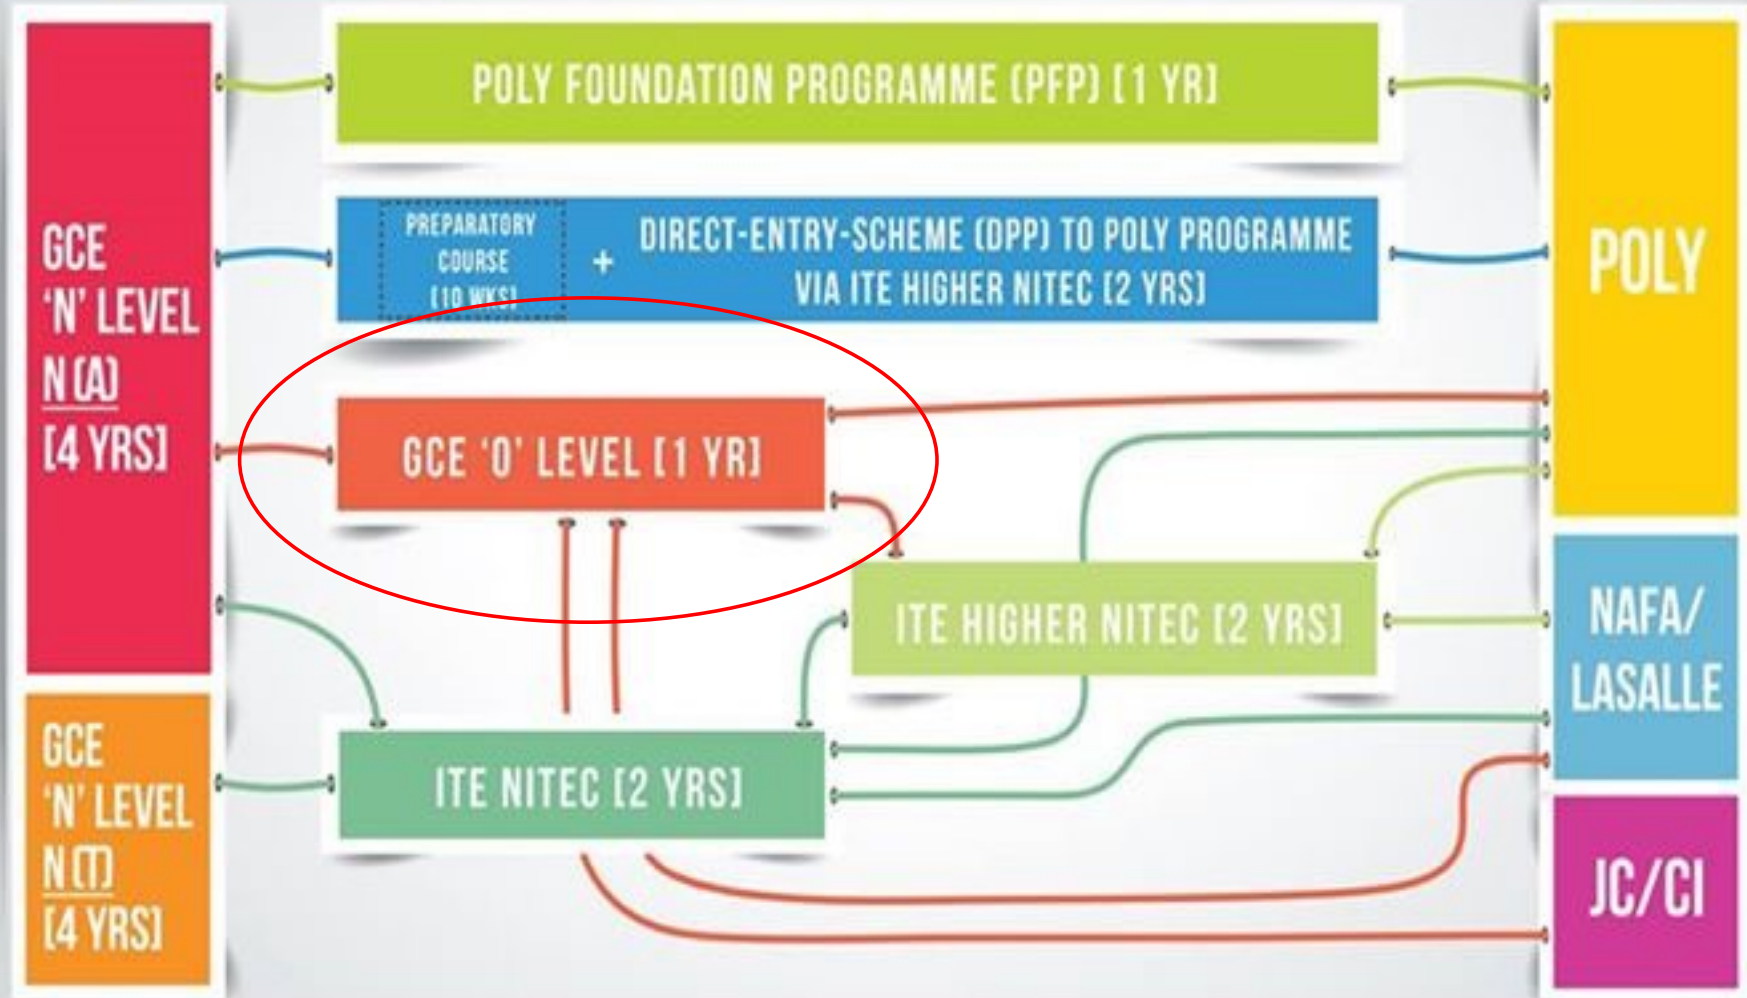 GCE
‘N’ LEVEL
N (A)
[4 YRS]
GCE
‘N’ LEVEL
N (T)
[4 YRS]
POLY FOUNDATION PROGRAMME (PFP) [1 YR]
PREPARATORY
COURSE
[10 WKS]
+
DIRECT-ENTRY-SCHEME (DPP) TO POLY PROGRAMME
VIA ITE HIGHER NITEC [2 YRS]
GCE ‘O’ LEVEL [1 YR]
ITE HIGHER NITEC [2 YRS]
ITE NITEC [2 YRS]
POLY
NAFA/
LASALLE
JC/CI